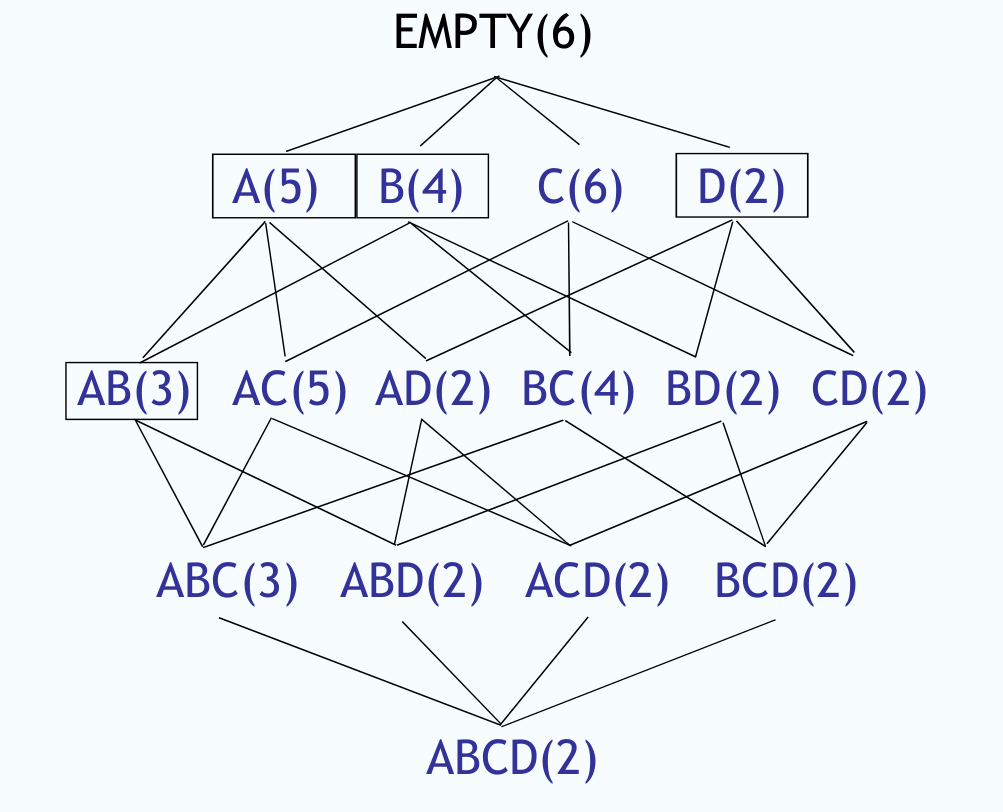 EMPTY(6)
A(5) B(4) C(6) D(2)
AB(3) AC(5) AD(2) BC(4) BD(2) CD(2)
ABC(3) ABD(2) ACD(2) BCD(2)
ABCD(2)